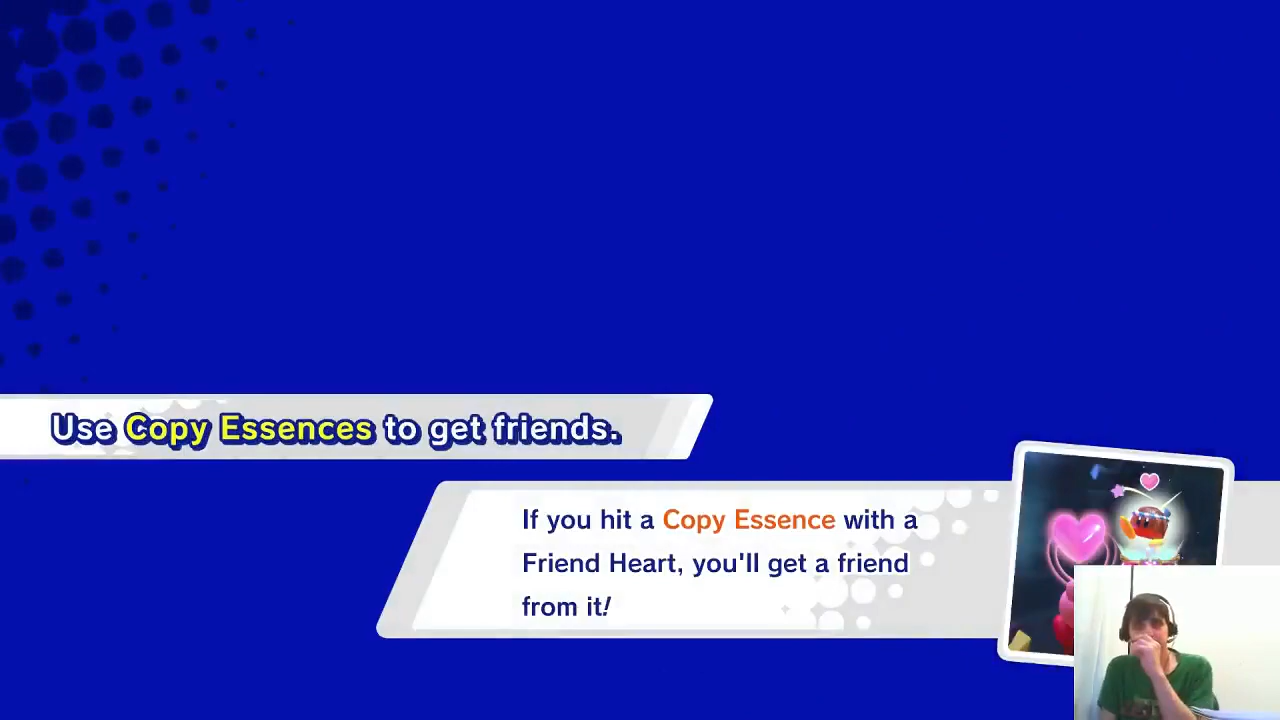 Use Copy Essences to get friends.
If you hit a Copy Essence with a
Friend Heart, you'll get a friend
from it!